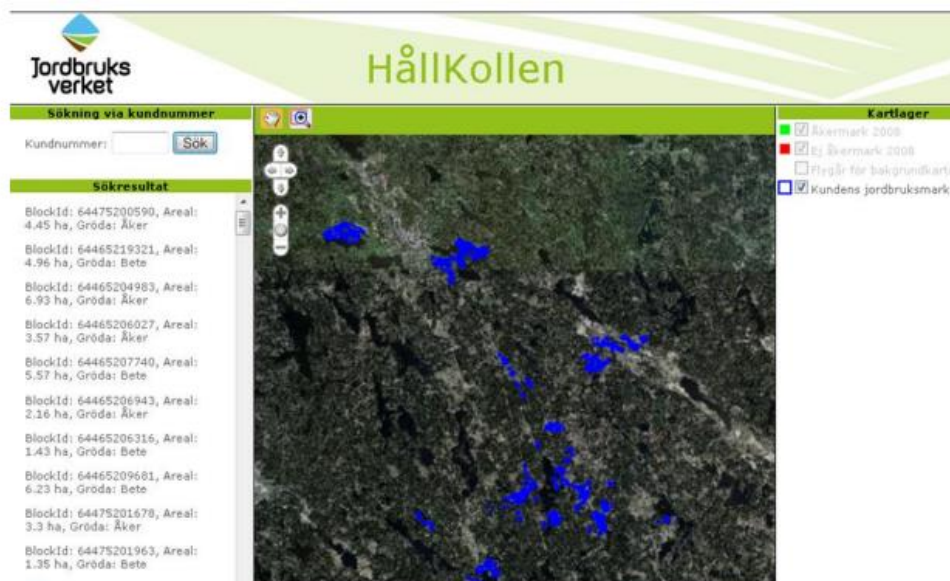 Jordbruks
verket
HållKollen
Sökning via kundnummer
Kundnummer:
Sök
Sökresultat
BlockId: 64475200590, Areal:
4.45 ha, Gröda: Åker
BlockId: 64465219321, Areal:
4.96 ha, Gröda: Bete
BlockId: 64465204983, Areal:
6.93 ha, Gröda: Åker
BlockId: 64465206027, Areal:
3.57 ha, Gröda: Åker
BlockId: 64465207740, Areal:
5.57 ha, Gröda: Bete
BlockId: 64465206943, Areal:
2.16 ha, Gröda: Åker
BlockId: 64465206316, Areal:
1.43 ha, Gröda: Bete
BlockId: 64465209681, Areal:
6.23 ha, Gröda: Bete
BlockId: 64475201678, Areal:
3.3 ha, Gröda: Åker
BlockId: 64475201963, Areal:
1.35 ha, Gröda: Bete
Kartlager
Åkermark 2008
Ej åkermark 2008
Flygår för bakgrundkarta
Kundens jordbruksmark